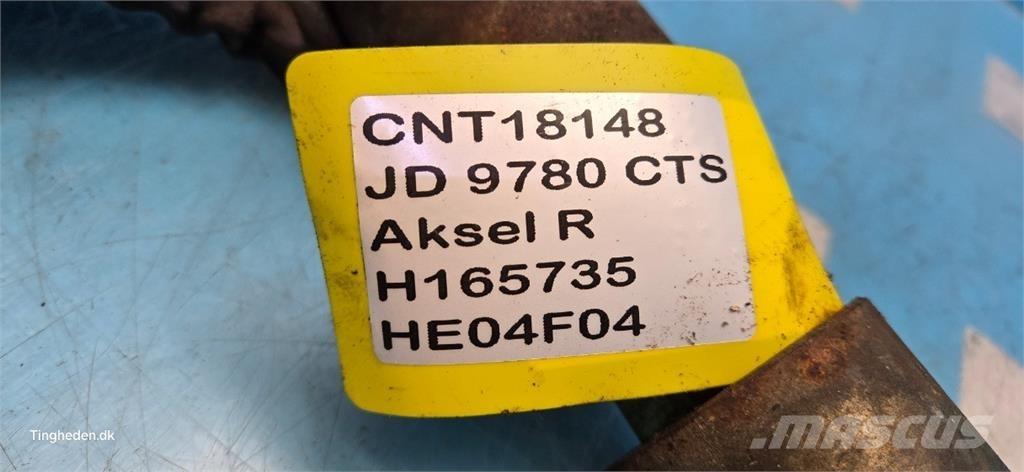 CNT18148
JD 9780 CTS
Aksel R
H165735
HE04F04
Tingheden.dk
MASCUS